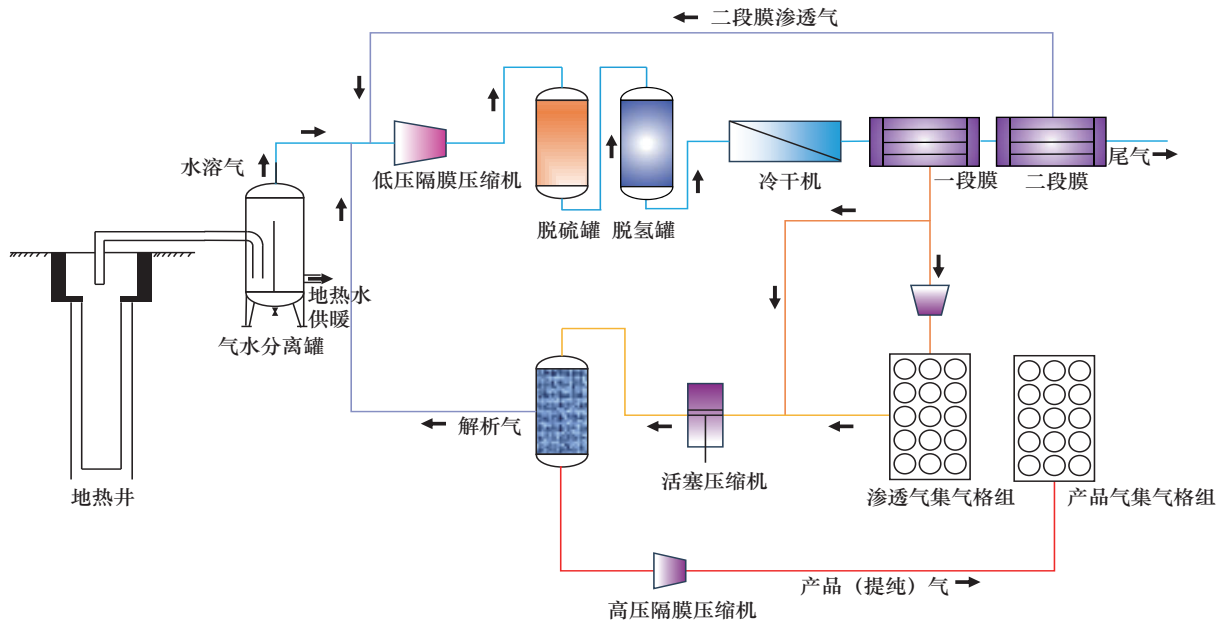 二段膜渗透气
水溶气
低压隔膜压缩机
冷干机
一段膜
二段膜
尾气
脱硫罐
脱氢罐
地热水
供暖
气水分离罐
解析气
活塞压缩机
地热井
渗透气集气格组
产品气集气格组
产品（提纯）气
高压隔膜压缩机